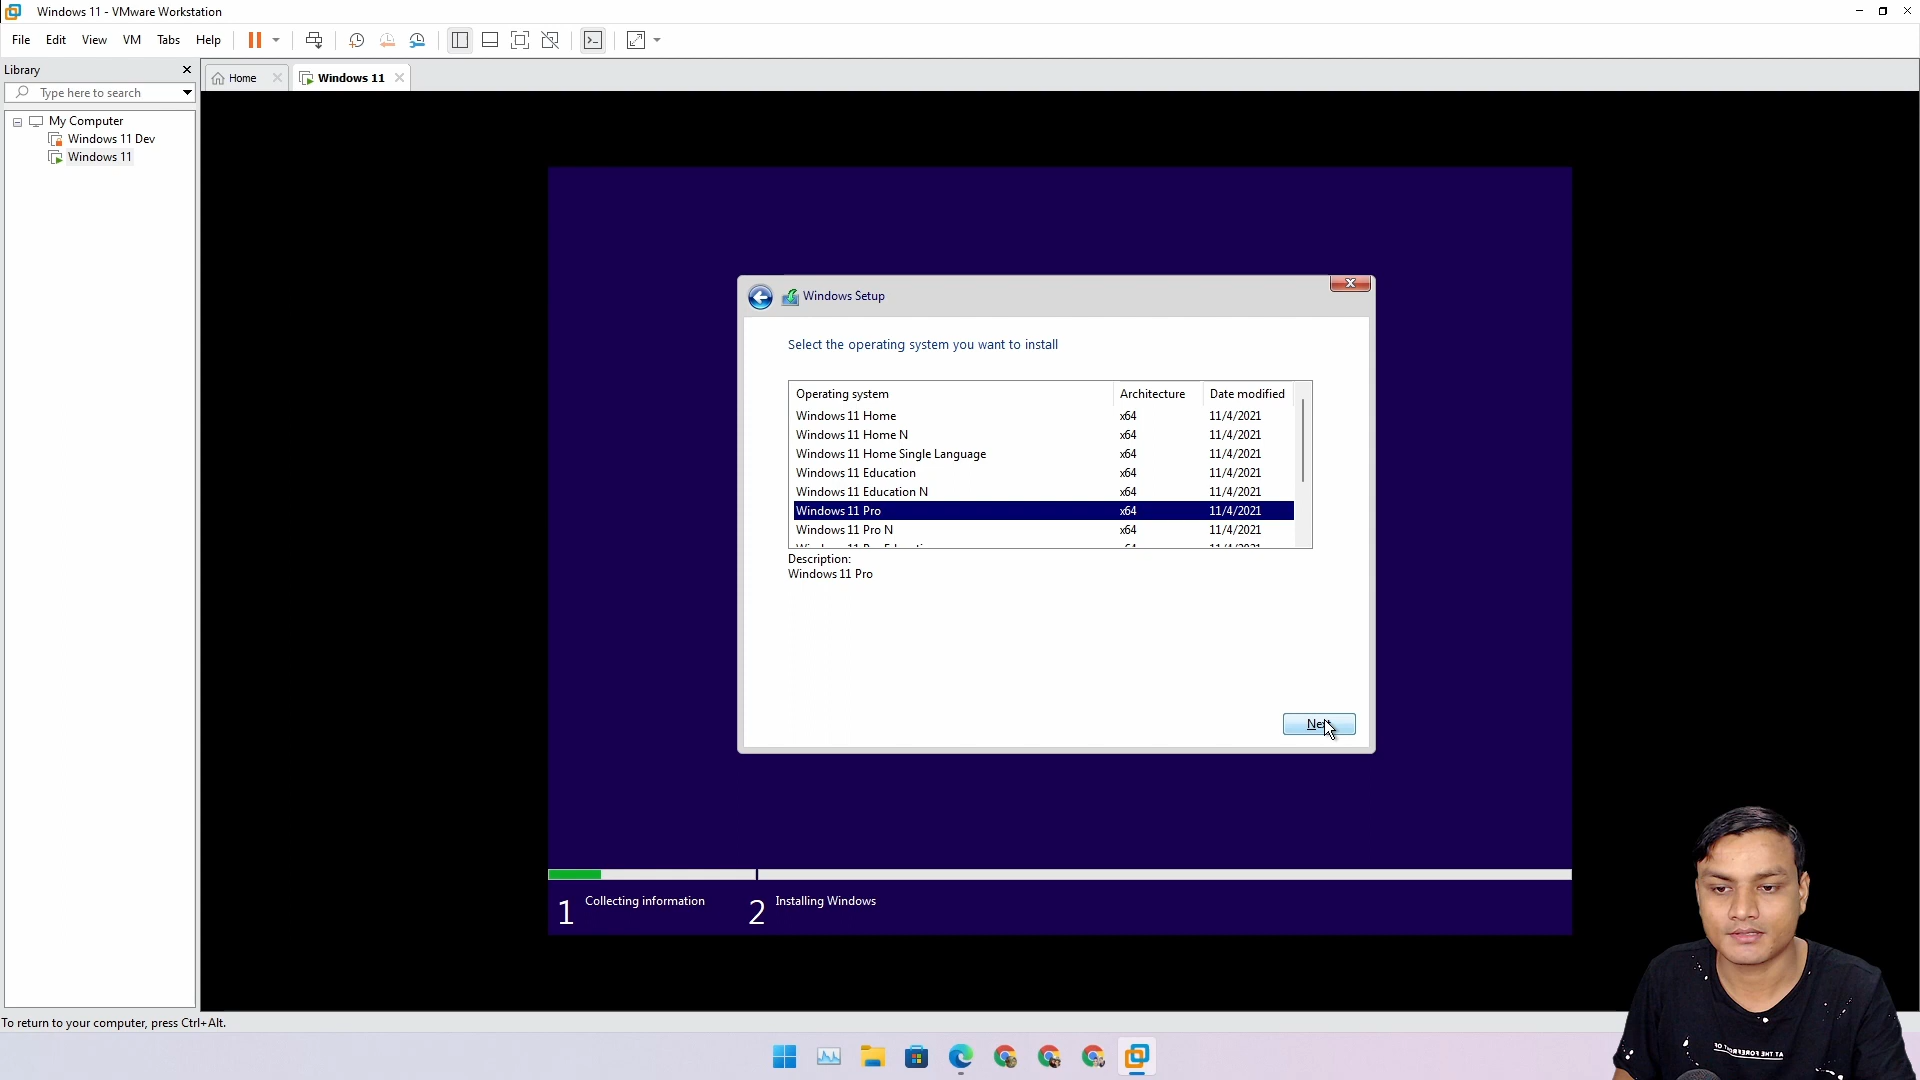 Windows 11 - VMware Workstation
File Edit View VM Tabs Help
Library
Home
Windows 11
Type here to search
My Computer
Windows 11 Dev
Windows 11
Windows Setup
Select the operating system you want to install
Operating system Architecture Date modified
Windows 11 Home x64 11/4/2021
Windows 11 Home N x64 11/4/2021
Windows 11 Home Single Language x64 11/4/2021
Windows 11 Education x64 11/4/2021
Windows 11 Education N x64 11/4/2021
Windows 11 Pro x64 11/4/2021
Windows 11 Pro N x64 11/4/2021
Description:
Windows 11 Pro
Next
1 Collecting information
2 Installing Windows
To return to your computer, press Ctrl+Alt.